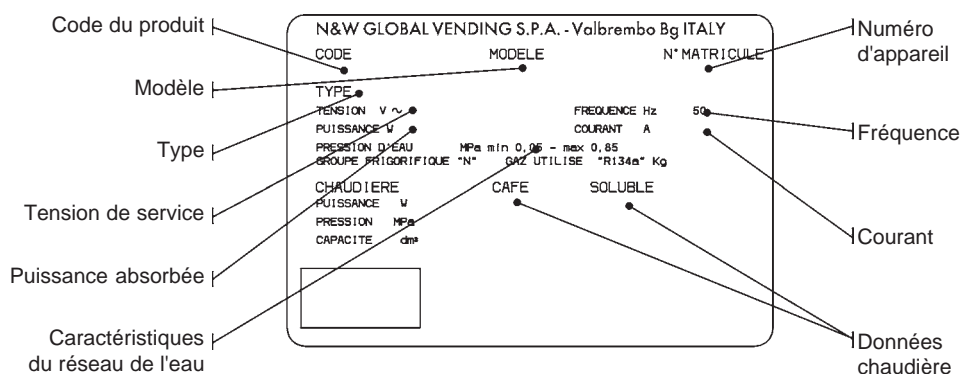 Code du produit
Modèle
Type
Tension de service
Puissance absorbée
Caractéristiques
du réseau de l'eau
N&W GLOBAL VENDING S.P.A. - Valbrembo Bg ITALY
CODE MODELE N° MATRICULE
TYPE
TENSION V ~ FREQUENCE Hz 50
PUISSANCE W COURANT A
PRESSION D'EAU MPa min 0,05 - max 0,85
GROUPE FRIGORIFIQUE "N" GAZ UTILISE "R134a" Kg
CHAUDIERE CAFE SOLUBLE
PUISSANCE W
PRESSION MPa
CAPACITE dm³
Numéro
d'appareil
Fréquence
Courant
Données
chaudière